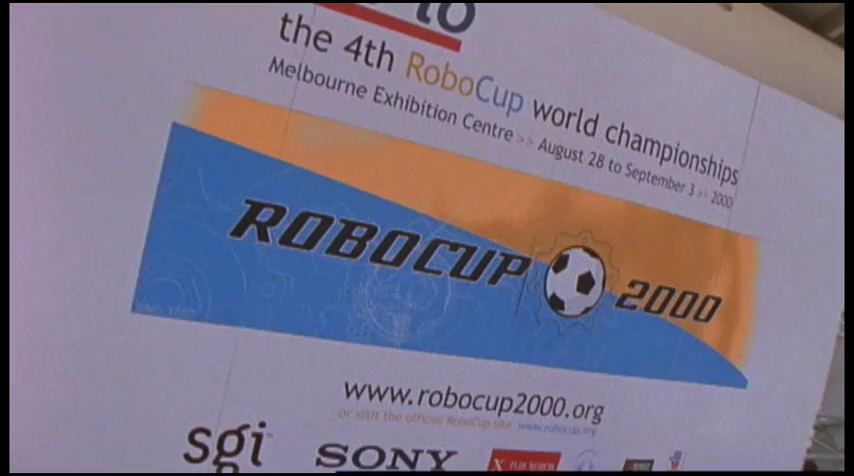 to
the 4th RoboCup world championships
Melbourne Exhibition Centre >> August 28 to September 3 >> 2000
ROBOCUP 2000
www.robocup2000.org
or visit the official RoboCup site www.robocup.org
sgi
SONY